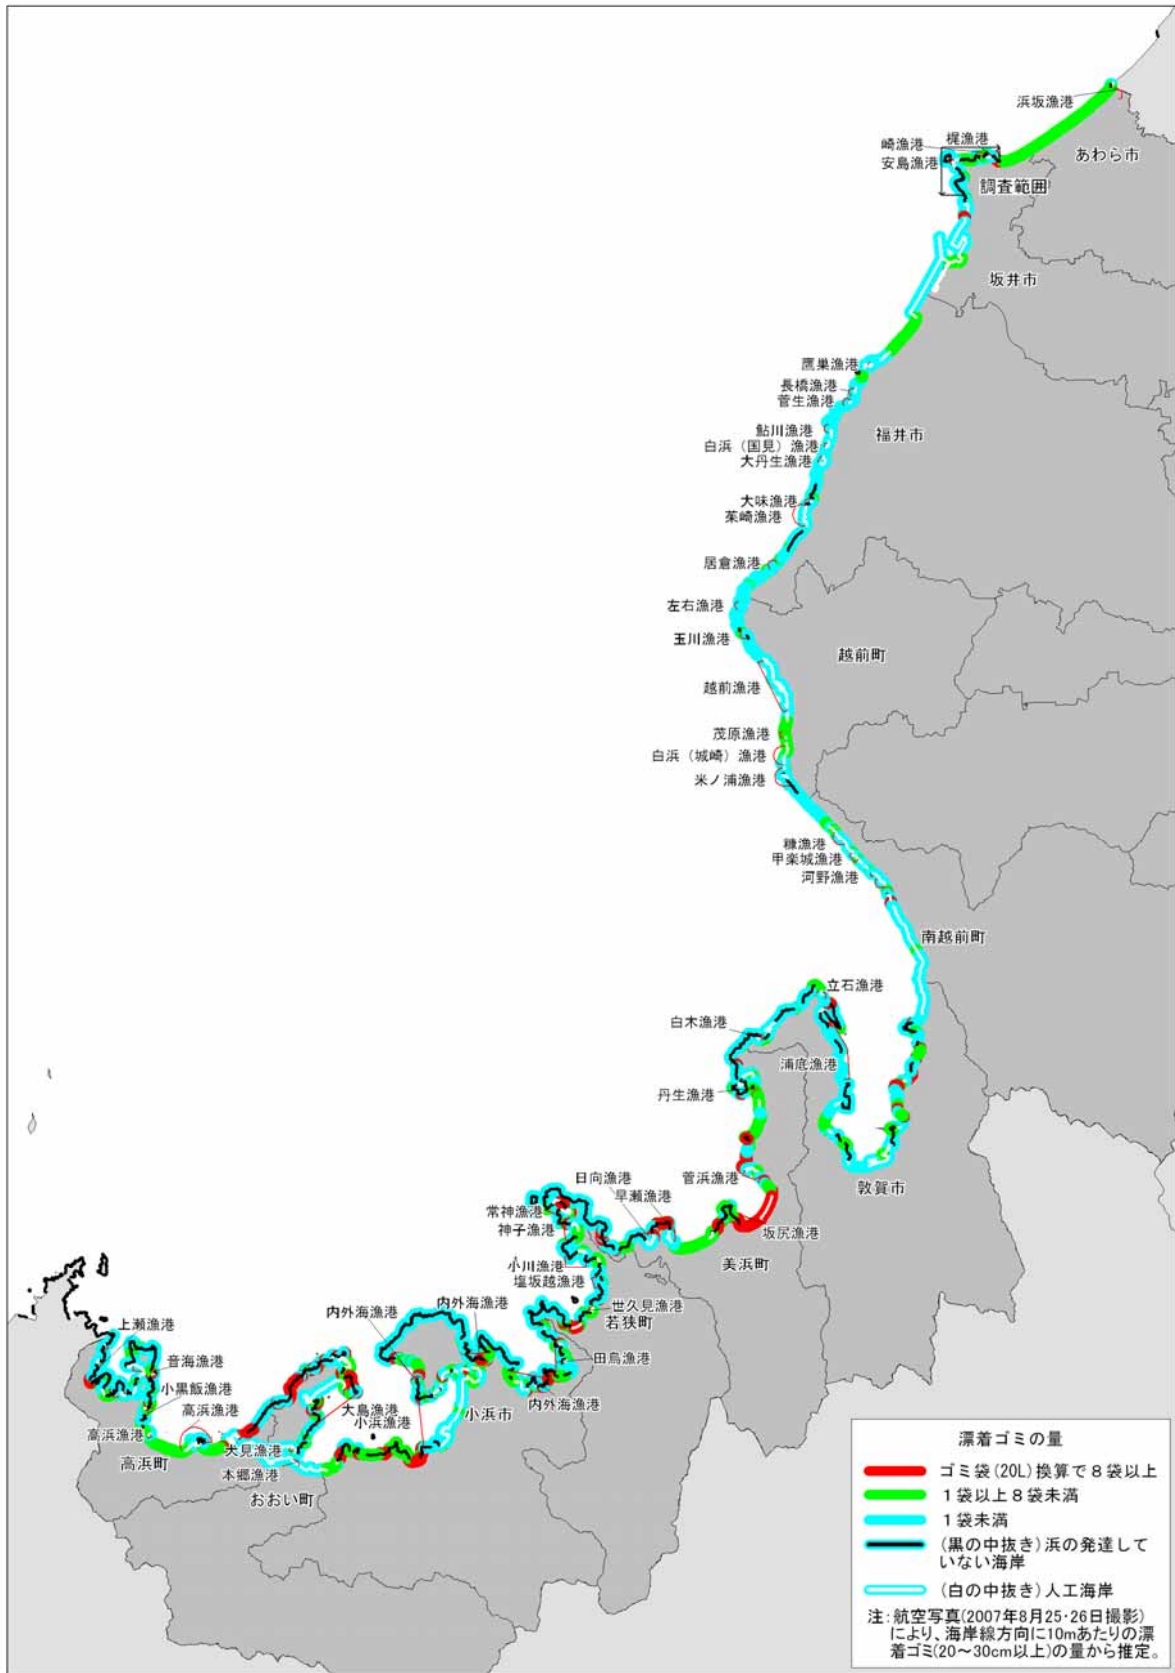 浜坂漁港
梶漁港
崎漁港
安島漁港
あわら市
調査範囲
坂井市
鷹巣漁港
長橋漁港
菅生漁港
鮎川漁港
福井市
白浜（国見）漁港
大丹生漁港
大味漁港
茱崎漁港
居倉漁港
左右漁港
玉川漁港
越前町
越前漁港
茂原漁港
白浜（城崎）漁港
米ノ浦漁港
糠漁港
甲楽城漁港
河野漁港
南越前町
立石漁港
白木漁港
浦底漁港
丹生漁港
日向漁港
菅浜漁港
早瀬漁港
敦賀市
常神漁港
神子漁港
坂尻漁港
美浜町
小川漁港
塩坂越漁港
内外海漁港
内外海漁港
世久見漁港
若狭町
上瀬漁港
田烏漁港
音海漁港
小黒飯漁港
内外海漁港
大島漁港
小浜市
高浜漁港
小浜漁港
高浜漁港
犬見漁港
高浜町
本郷漁港
おおい町
漂着ゴミの量
ゴミ袋(20L)換算で８袋以上
１袋以上８袋未満
１袋未満
(黒の中抜き)浜の発達して
いない海岸
(白の中抜き)人工海岸
注：航空写真(2007年8月25･26日撮影)
により、海岸線方向に10mあたりの漂
着ゴミ(20～30cm以上)の量から推定。